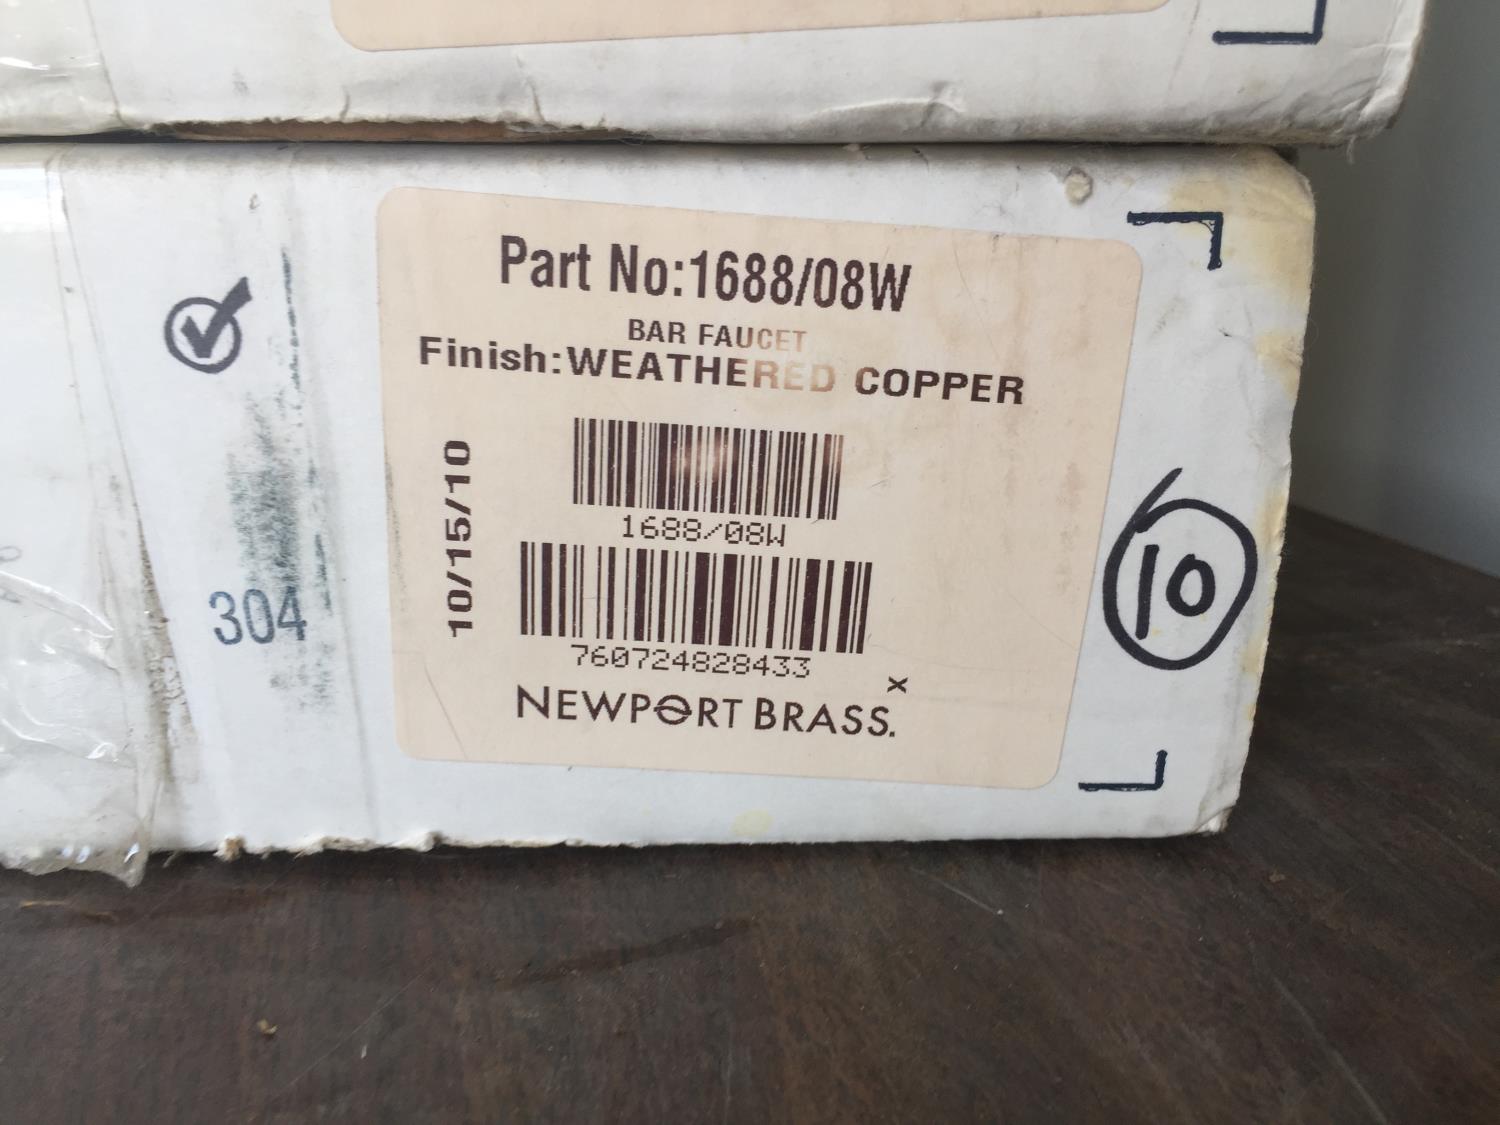 Part No:1688/08W
BAR FAUCET
Finish:WEATHERED COPPER
10/15/10
1688/08W
760724828433
x
NEWPORT BRASS.
304
10